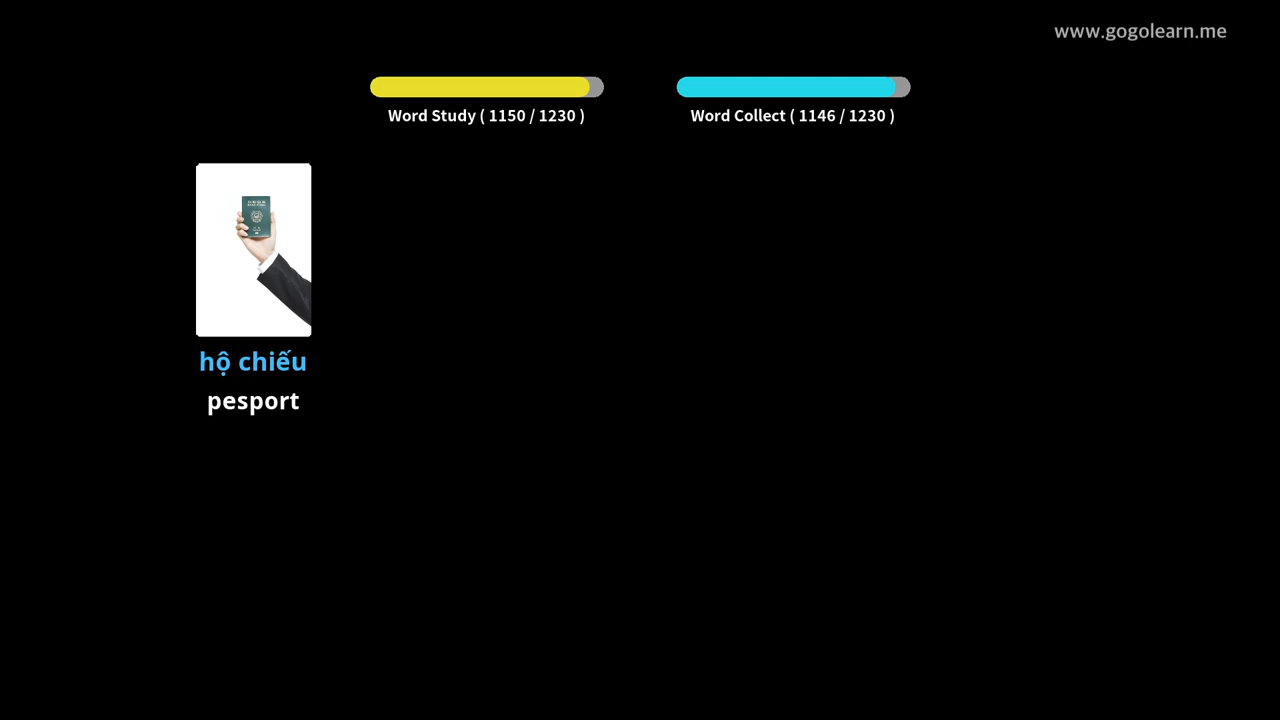 www.gogolearn.me
Word Study ( 1150 / 1230 )
Word Collect ( 1146 / 1230 )
hộ chiếu
pesport